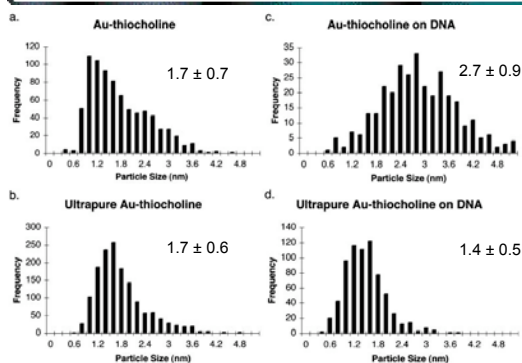 a.
Au-thiocholine
Frequency
120
100
80
60
40
20
0
1.7 ± 0.7
0 0.6 1.2 1.8 2.4 3 3.6 4.2 4.8
Particle Size (nm)
c.
Au-thiocholine on DNA
Frequency
35
30
25
20
15
10
5
0
2.7 ± 0.9
0 0.6 1.2 1.8 2.4 3 3.6 4.2 4.8
Particle Size (nm)
b.
Ultrapure Au-thiocholine
Frequency
300
250
200
150
100
50
0
1.7 ± 0.6
0 0.6 1.2 1.8 2.4 3 3.6 4.2 4.8
Particle Size (nm)
d.
Ultrapure Au-thiocholine on DNA
Frequency
140
120
100
80
60
40
20
0
1.4 ± 0.5
0 0.6 1.2 1.8 2.4 3 3.6 4.2 4.8
Particle Size (nm)